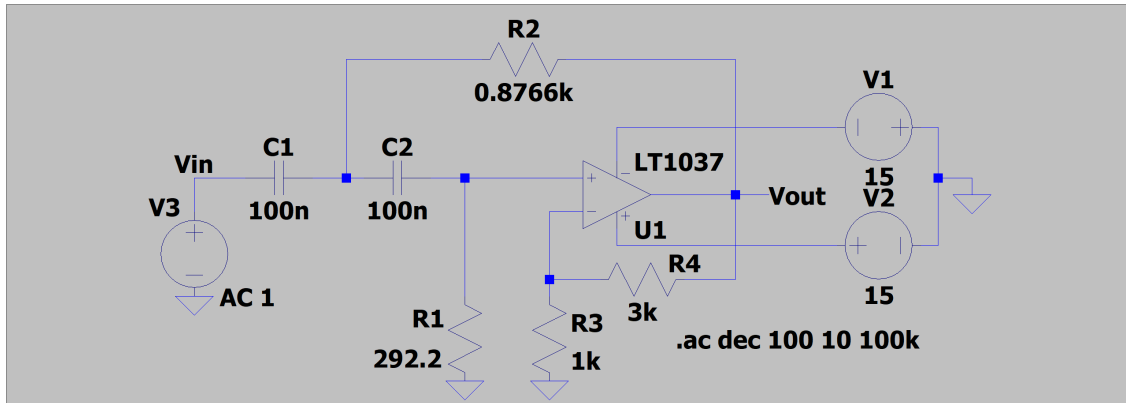 R2
0.8766k
V1
Vin
C1
C2
LT1037
100n
100n
15
Vout
V3
V2
U1
R4
AC 1
15
3k
R1
R3
292.2
1k
.ac dec 100 10 100k